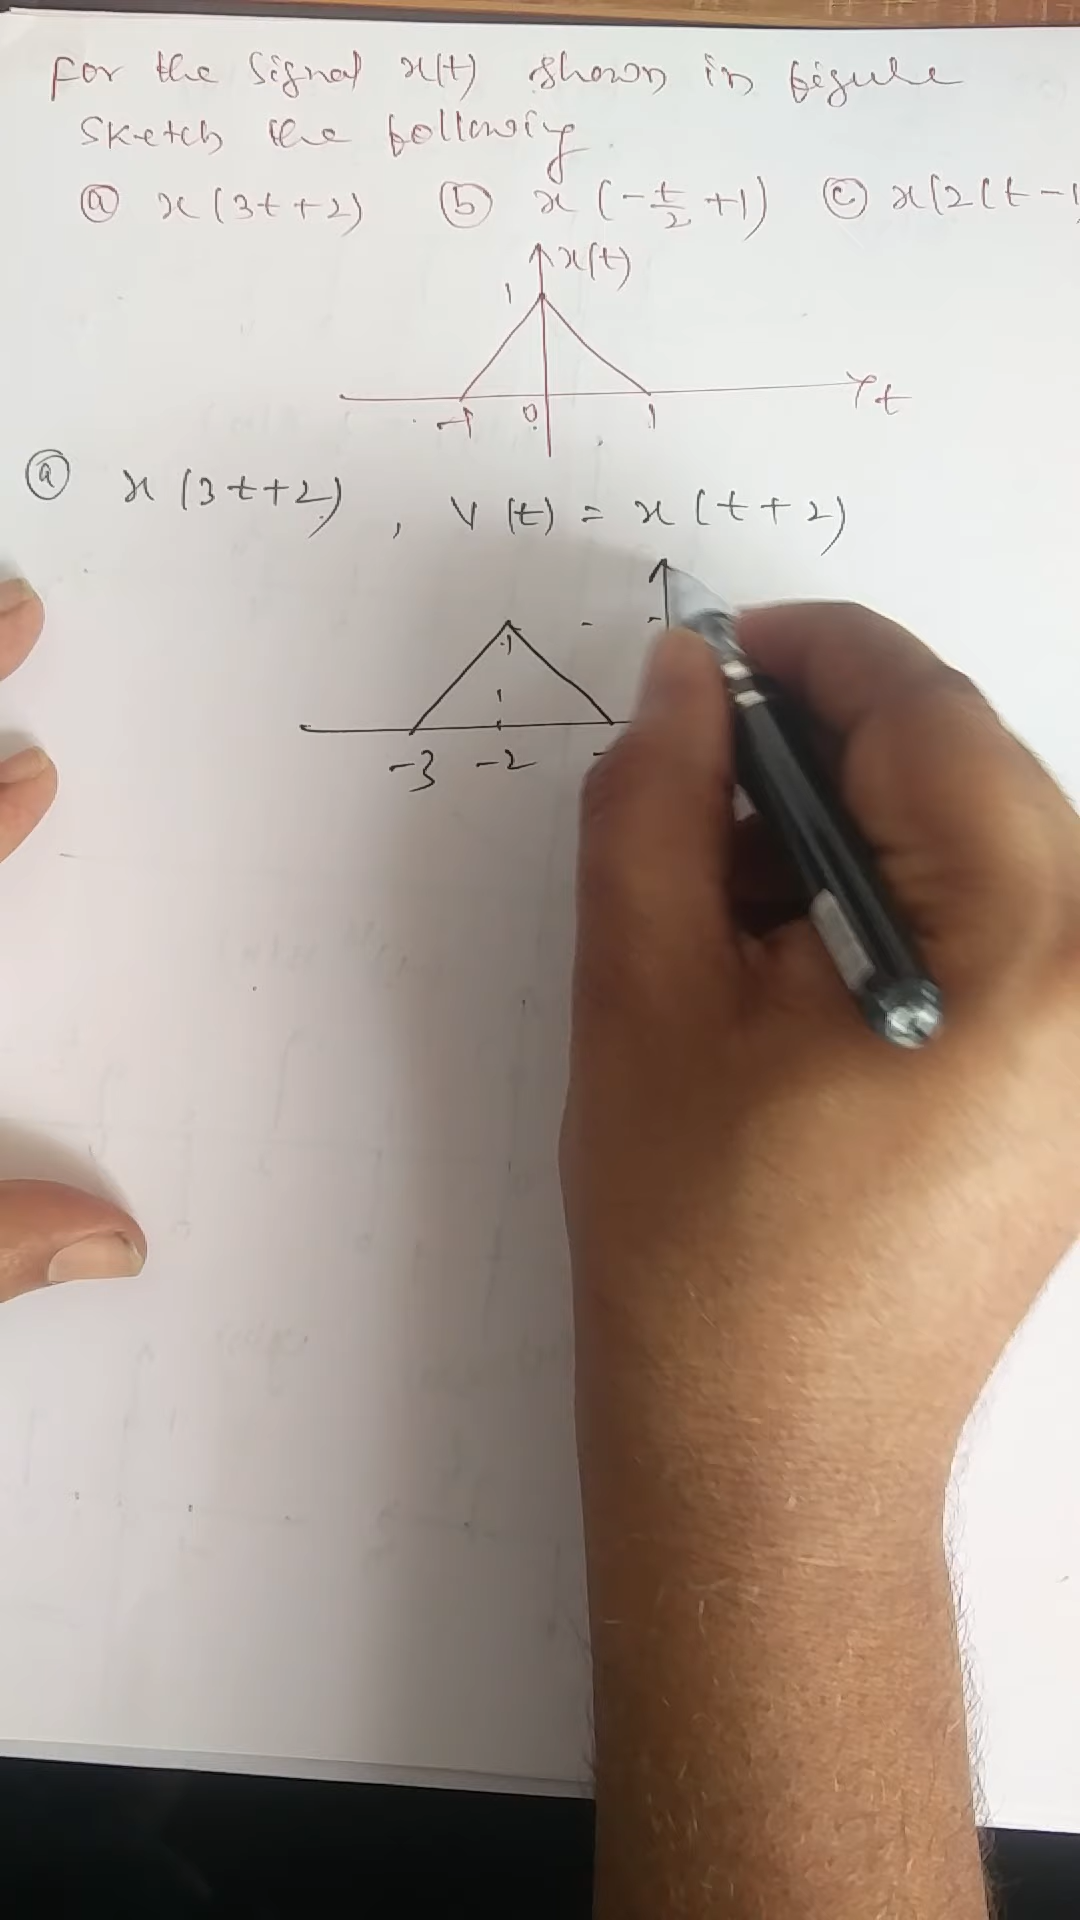 For the Signal x(t) shown in figure
Sketch the following
ⓐ x(3t+2) ⓑ x(-t/2 +1) ⓒ x(2(t-1
x(t)
1
-1 0 1 t
ⓐ x(3t+2), v(t) = x(t+2)
1
-3 -2 -